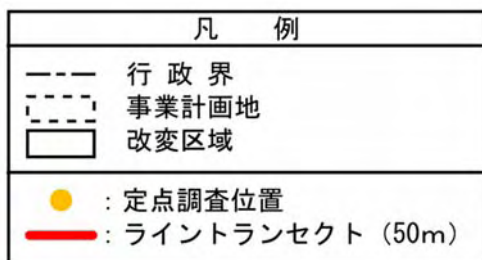 凡　例
行 政 界
事業計画地
改変区域
：定点調査位置
：ライントランセクト（50m）